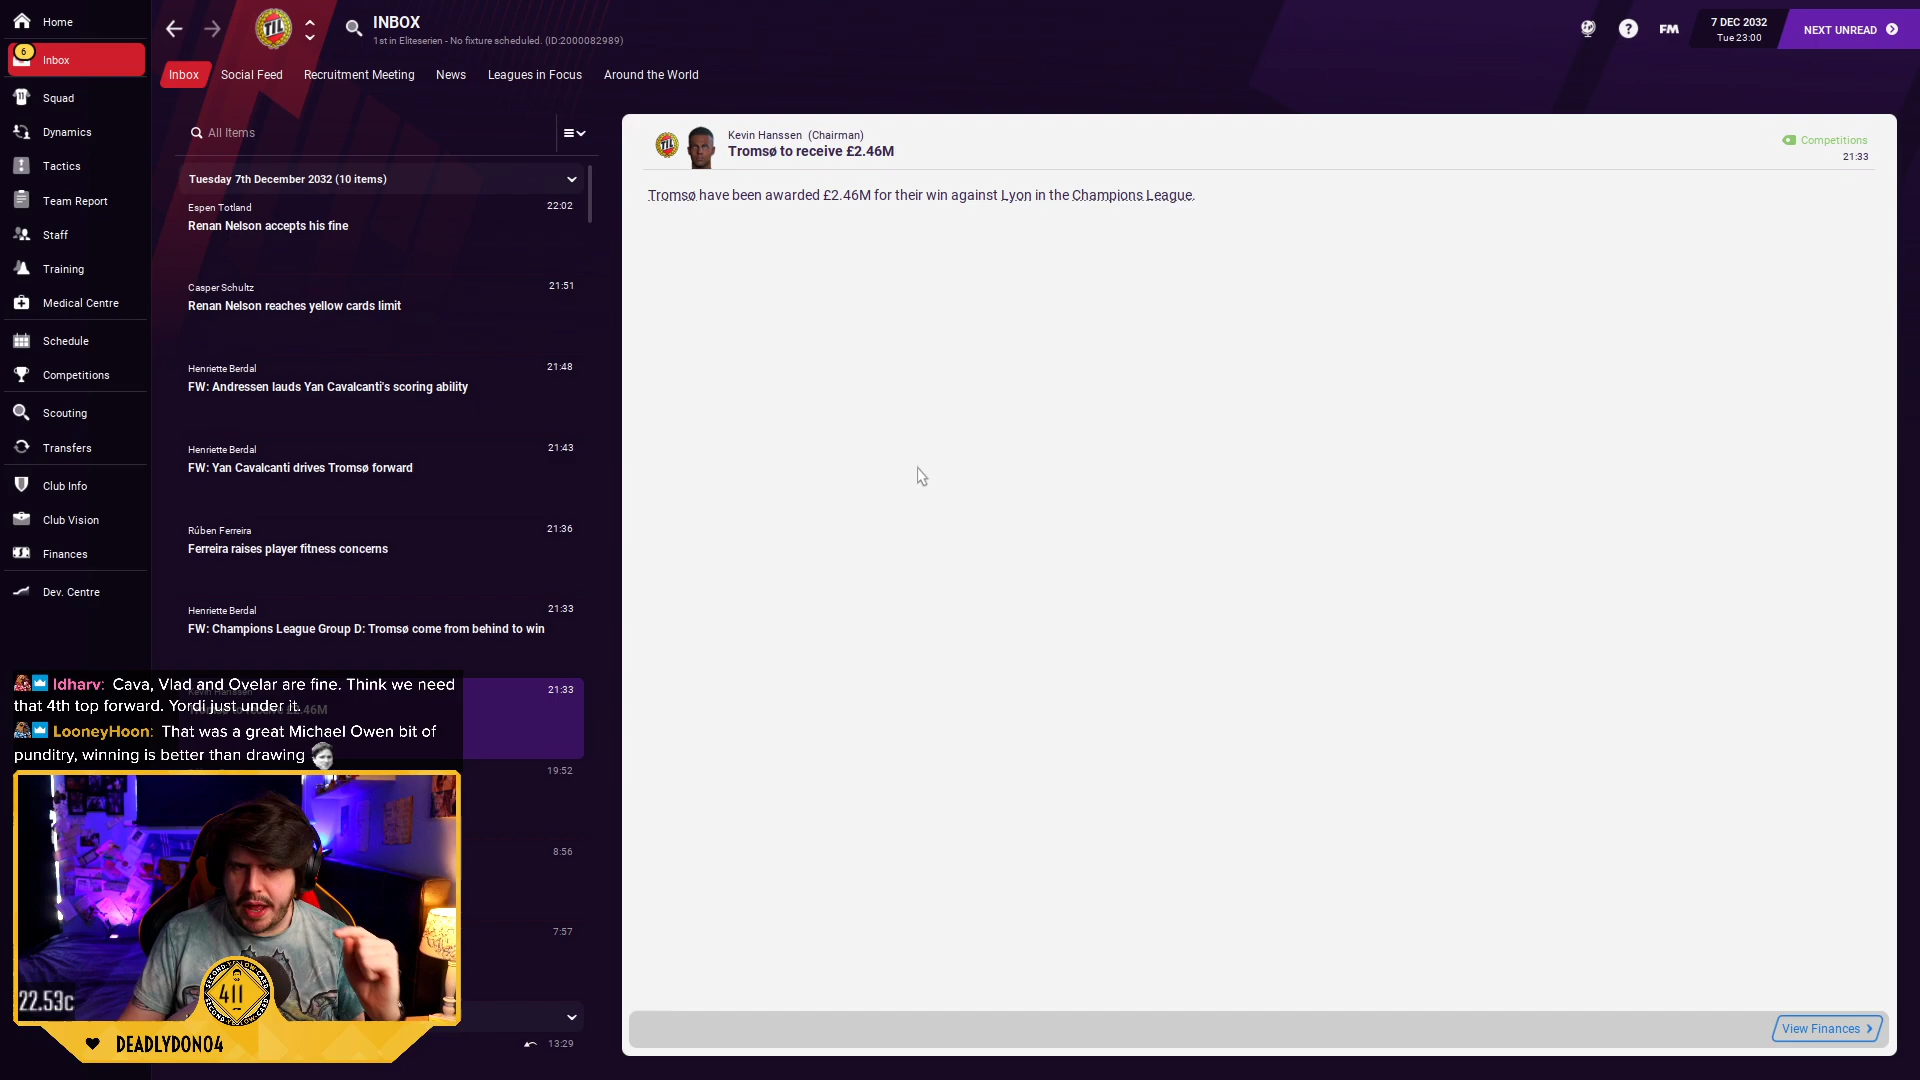 Home
6
Inbox
Squad
Dynamics
Tactics
Team Report
Staff
Training
Medical Centre
Schedule
Competitions
Scouting
Transfers
Club Info
Club Vision
Finances
Dev. Centre
TIL
INBOX
1st in Eliteserien - No fixture scheduled. (ID:2000082989)
FM
7 DEC 2032
Tue 23:00
NEXT UNREAD
Inbox Social Feed Recruitment Meeting News Leagues in Focus Around the World
All Items
Tuesday 7th December 2032 (10 items)
Espen Totland 22:02
Renan Nelson accepts his fine
Casper Schultz 21:51
Renan Nelson reaches yellow cards limit
Henriette Berdal 21:48
FW: Andressen lauds Yan Cavalcanti's scoring ability
Henriette Berdal 21:43
FW: Yan Cavalcanti drives Tromsø forward
Rúben Ferreira 21:36
Ferreira raises player fitness concerns
Henriette Berdal 21:33
FW: Champions League Group D: Tromsø come from behind to win
21:33
19:52
8:56
7:57
13:29
Kevin Hanssen (Chairman)
Tromsø to receive £2.46M
Competitions
21:33
Tromsø have been awarded £2.46M for their win against Lyon in the Champions League.
View Finances
ldharv: Cava, Vlad and Ovelar are fine. Think we need
that 4th top forward. Yordi just under it.
LooneyHoon: That was a great Michael Owen bit of
punditry, winning is better than drawing
22.53c
SECOND YELLOW CARD
411
DEADLYDON04